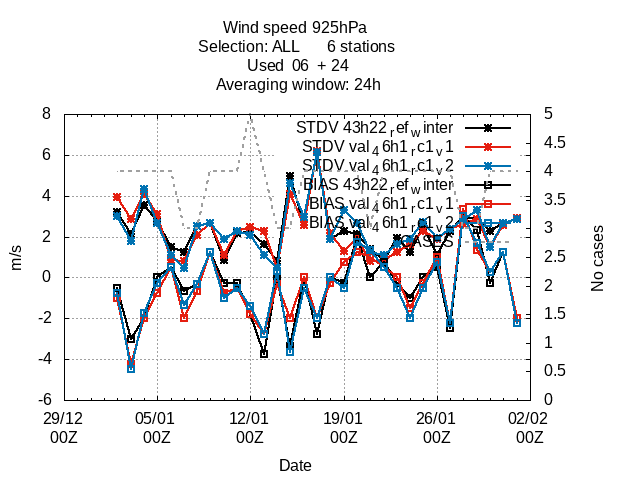 Wind speed 925hPa
Selection: ALL 6 stations
Used 06 + 24
Averaging window: 24h
STDV 43h22_ref_winter
STDV val_46h1_rc1_v1
STDV val_46h1_rc1_v2
BIAS 43h22_ref_winter
BIAS val_46h1_rc1_v1
BIAS val_46h1_rc1_v2
CASES
m/s
8
6
4
2
0
-2
-4
-6
No cases
5
4.5
4
3.5
3
2.5
2
1.5
1
0.5
0
29/12 05/01 12/01 19/01 26/01 02/02
00Z 00Z 00Z 00Z 00Z 00Z
Date